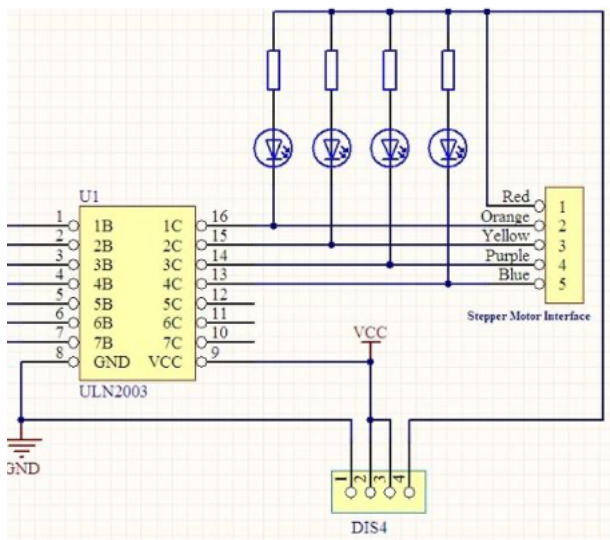 U1
1 1B 1C 16
2 2B 2C 15
3 3B 3C 14
4 4B 4C 13
5 5B 5C 12
6 6B 6C 11
7 7B 7C 10
8 GND VCC 9
ULN2003
Red 1
Orange 2
Yellow 3
Purple 4
Blue 5
Stepper Motor Interface
VCC
GND
1 2 3 4
DIS4